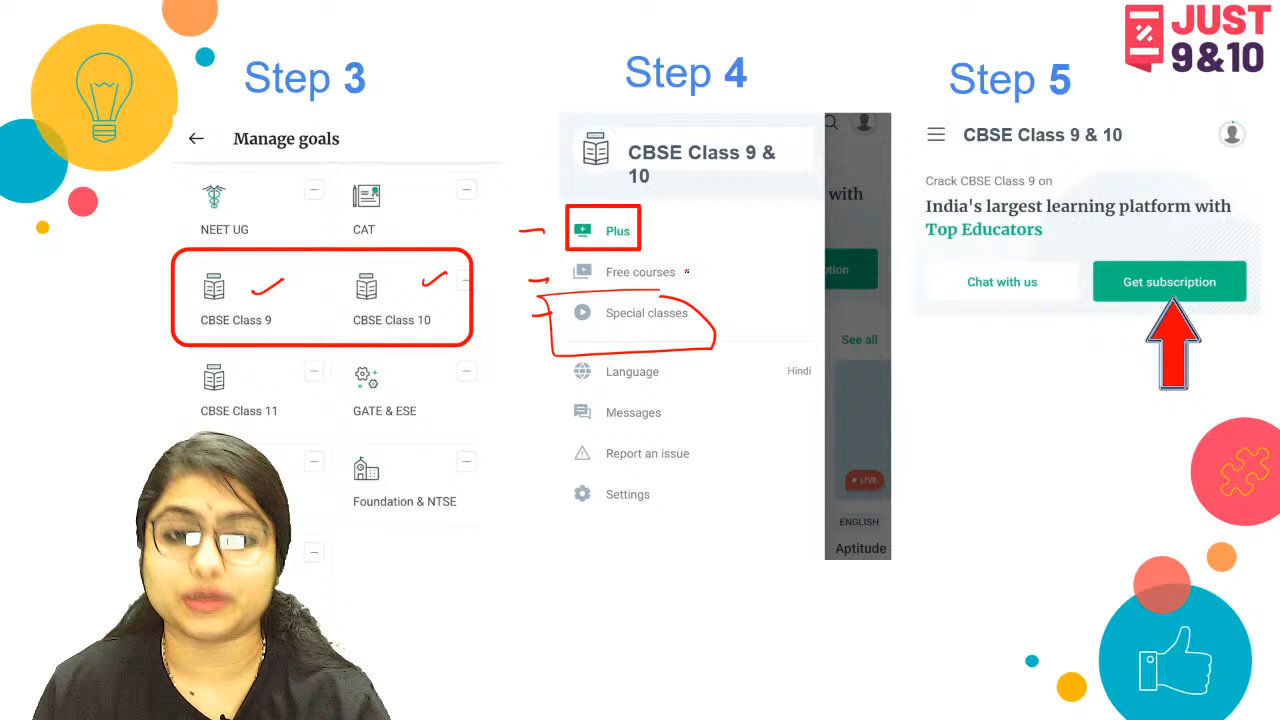 JUST
9&10
Step 3
Manage goals
NEET UG
CAT
CBSE Class 9
CBSE Class 10
CBSE Class 11
GATE & ESE
Foundation & NTSE
Step 4
CBSE Class 9 &
10
with
Plus
Free courses
ption
Special classes
See all
Language
Hindi
Messages
Report an issue
LIVE
Settings
ENGLISH
Aptitude
Step 5
CBSE Class 9 & 10
Crack CBSE Class 9 on
India's largest learning platform with
Top Educators
Chat with us
Get subscription